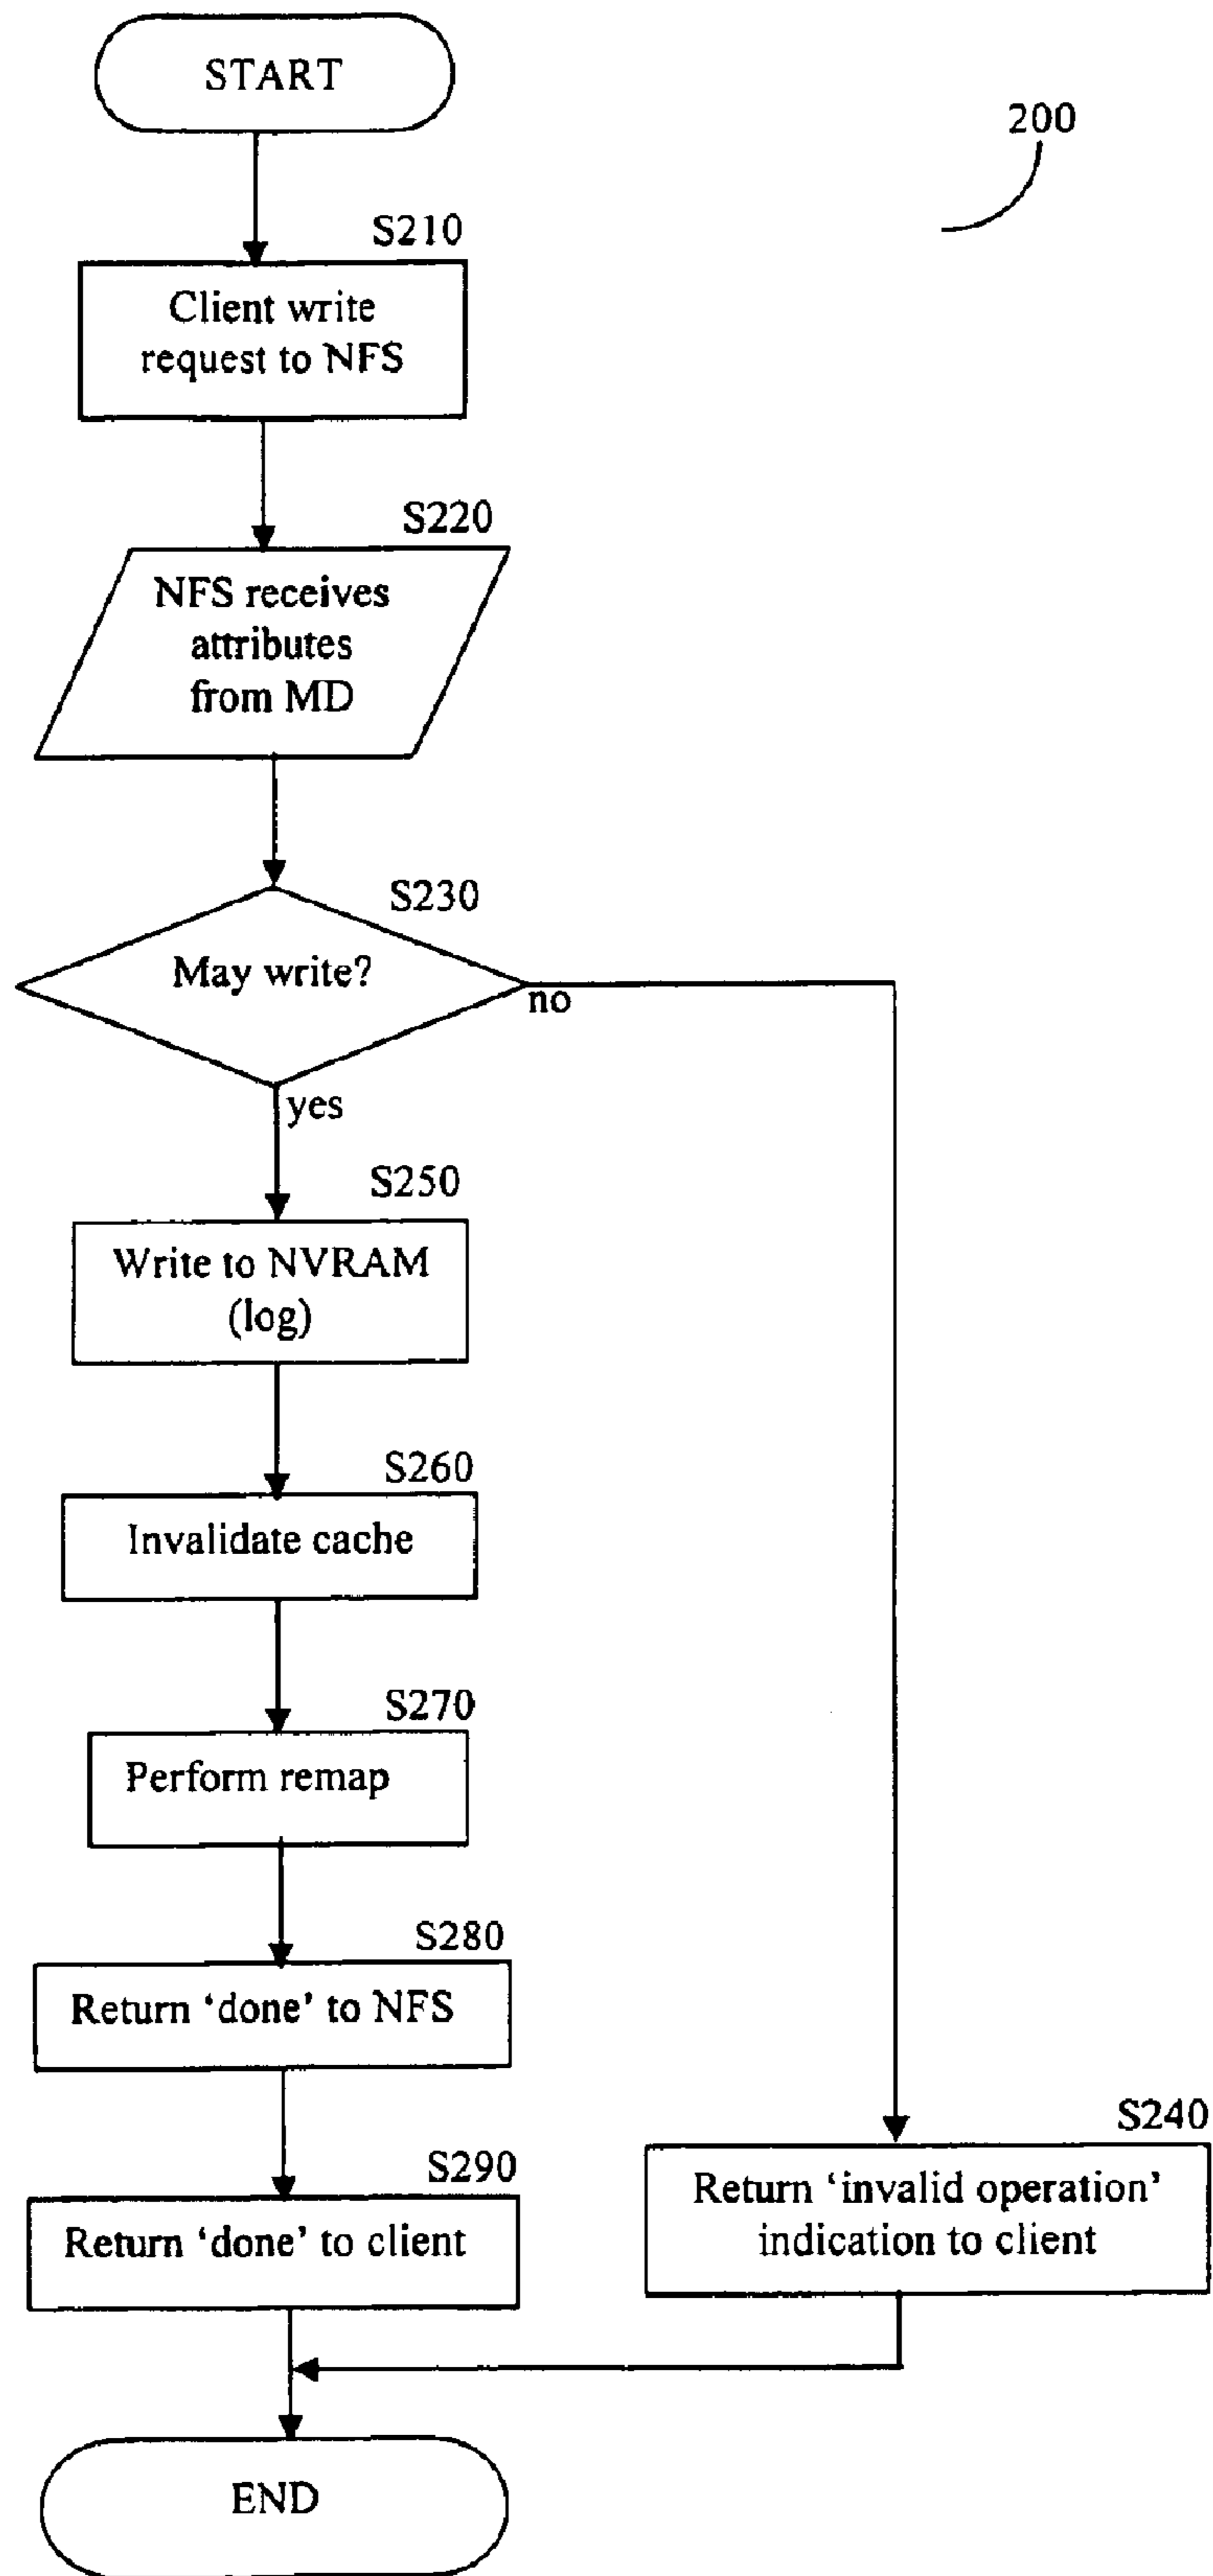 START
200
S210
Client write
request to NFS
S220
NFS receives
attributes
from MD
S230
May write?
no
yes
S250
Write to NVRAM
(log)
S260
Invalidate cache
S270
Perform remap
S280
Return ‘done’ to NFS
S240
Return ‘invalid operation’
indication to client
S290
Return ‘done’ to client
END